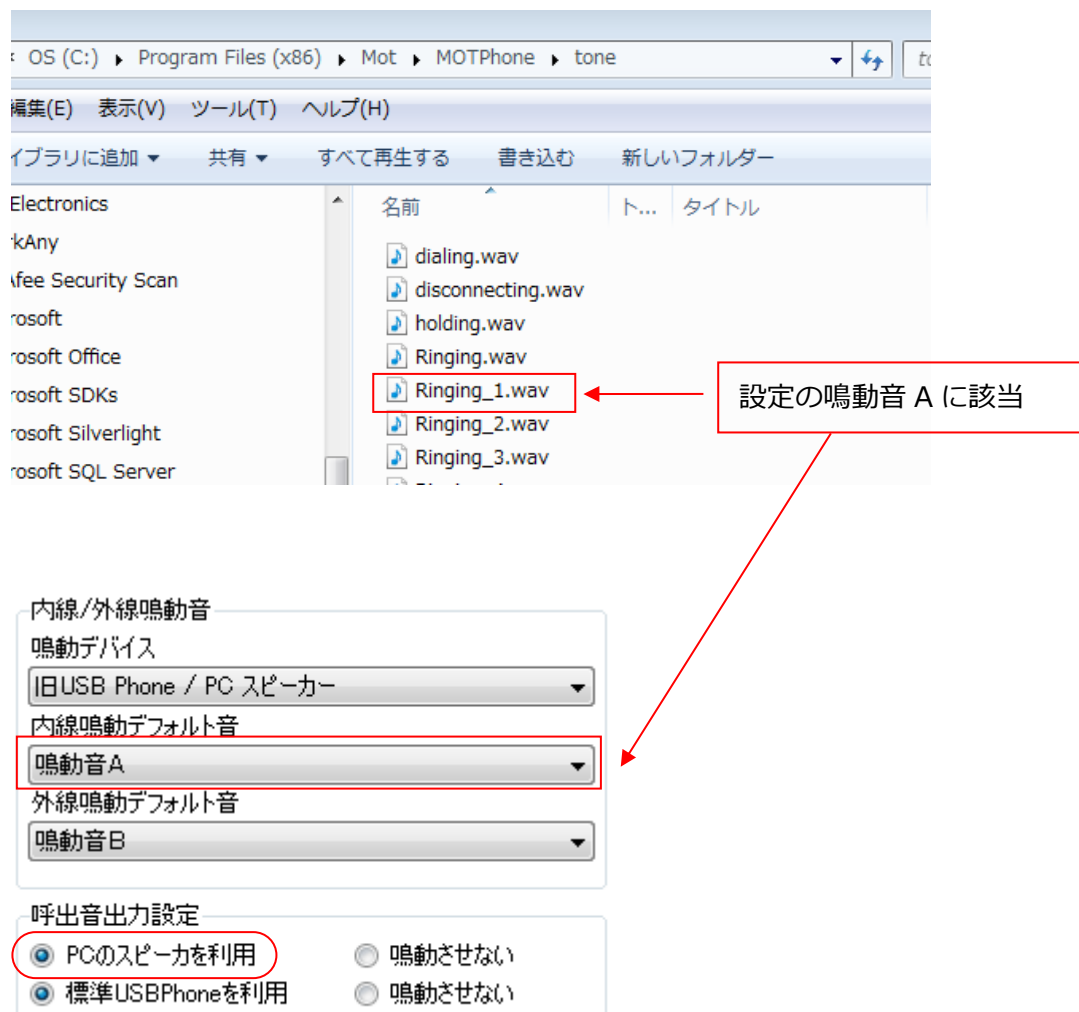 OS (C:) ▸ Program Files (x86) ▸ Mot ▸ MOTPhone ▸ tone
編集(E) 表示(V) ツール(T) ヘルプ(H)
イブラリに追加 ▼ 共有 ▼ すべて再生する 書き込む 新しいフォルダー
Electronics
kAny
Afee Security Scan
rosoft
rosoft Office
rosoft SDKs
rosoft Silverlight
rosoft SQL Server
名前 ト... タイトル
dialing.wav
disconnecting.wav
holding.wav
Ringing.wav
Ringing_1.wav
Ringing_2.wav
Ringing_3.wav
設定の鳴動音 A に該当
内線/外線鳴動音
鳴動デバイス
旧USB Phone / PC スピーカー
内線鳴動デフォルト音
鳴動音A
外線鳴動デフォルト音
鳴動音B
呼出音出力設定
PCのスピーカを利用 鳴動させない
標準USBPhoneを利用 鳴動させない